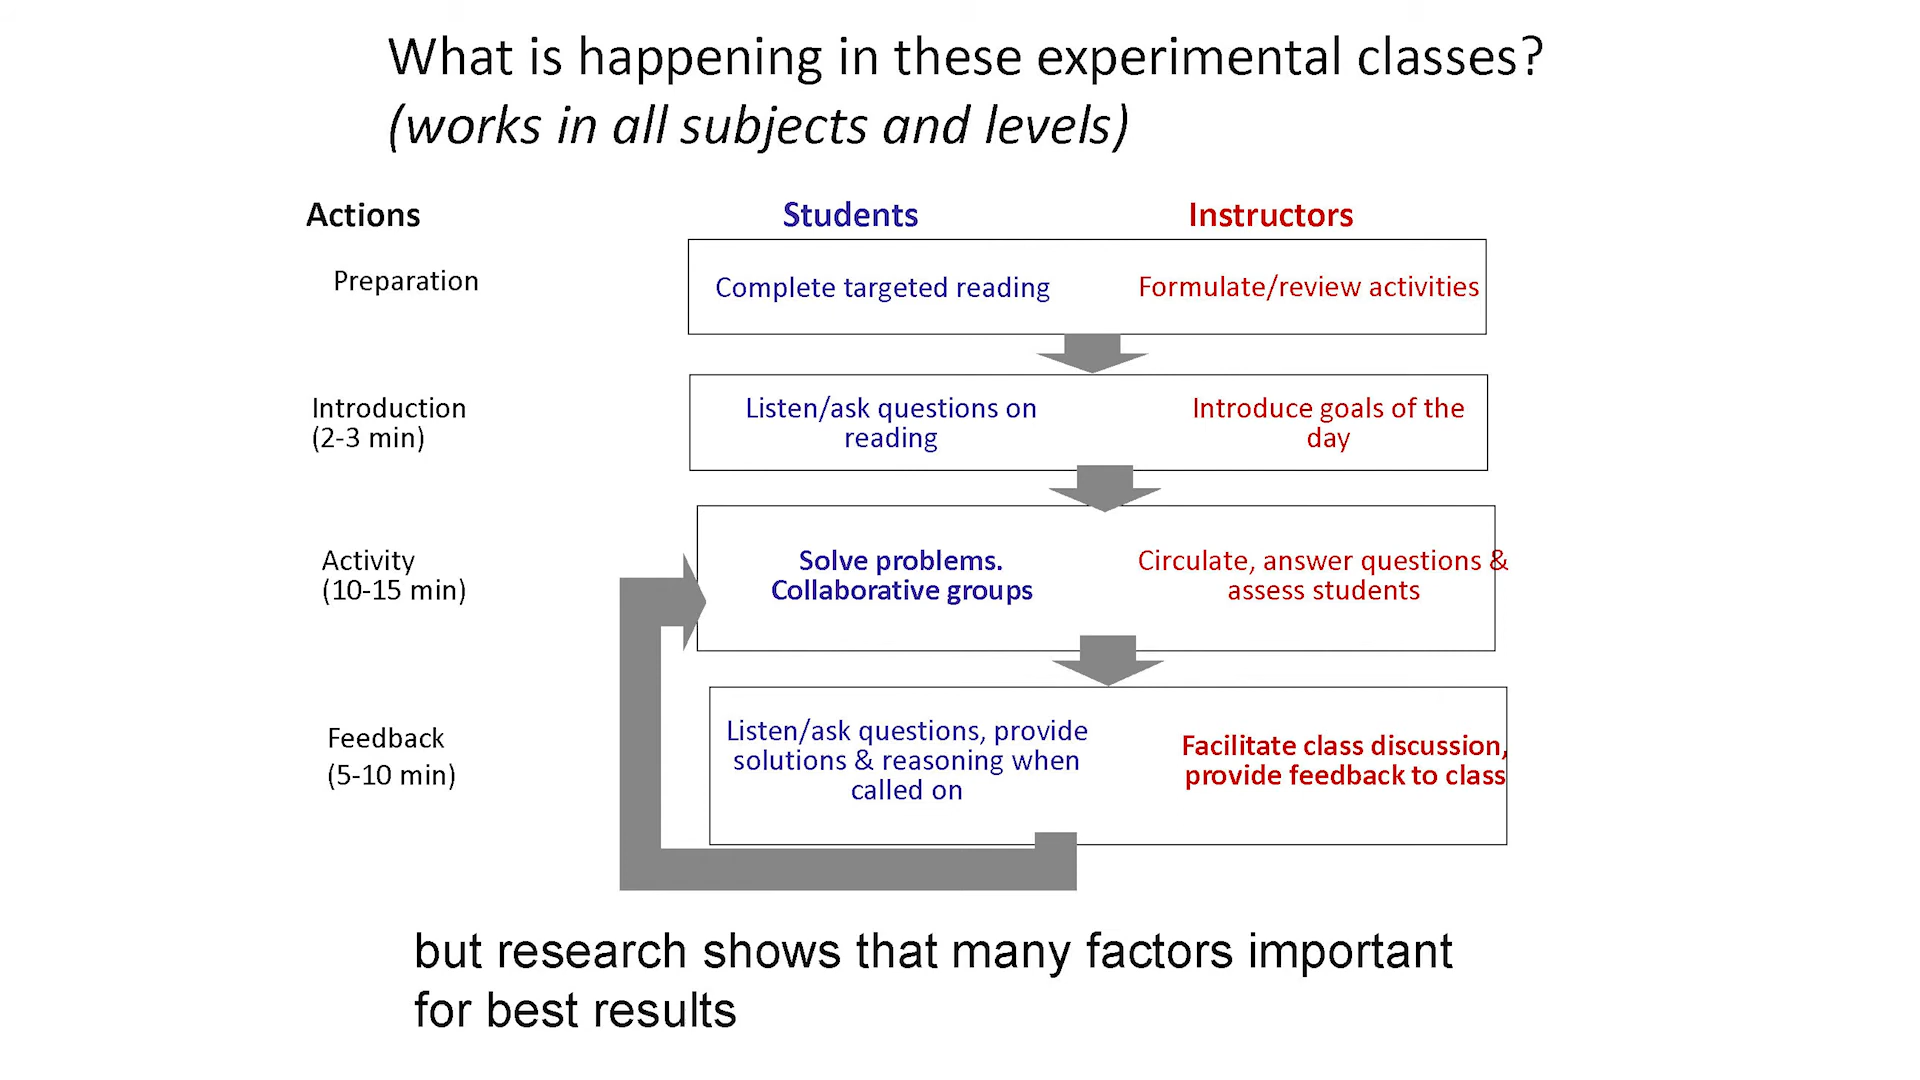 What is happening in these experimental classes?
(works in all subjects and levels)
Actions
Students
Instructors
Preparation
Complete targeted reading
Formulate/review activities
Introduction
(2-3 min)
Listen/ask questions on
reading
Introduce goals of the
day
Activity
(10-15 min)
Solve problems.
Collaborative groups
Circulate, answer questions &
assess students
Feedback
(5-10 min)
Listen/ask questions, provide
solutions & reasoning when
called on
Facilitate class discussion,
provide feedback to class
but research shows that many factors important
for best results